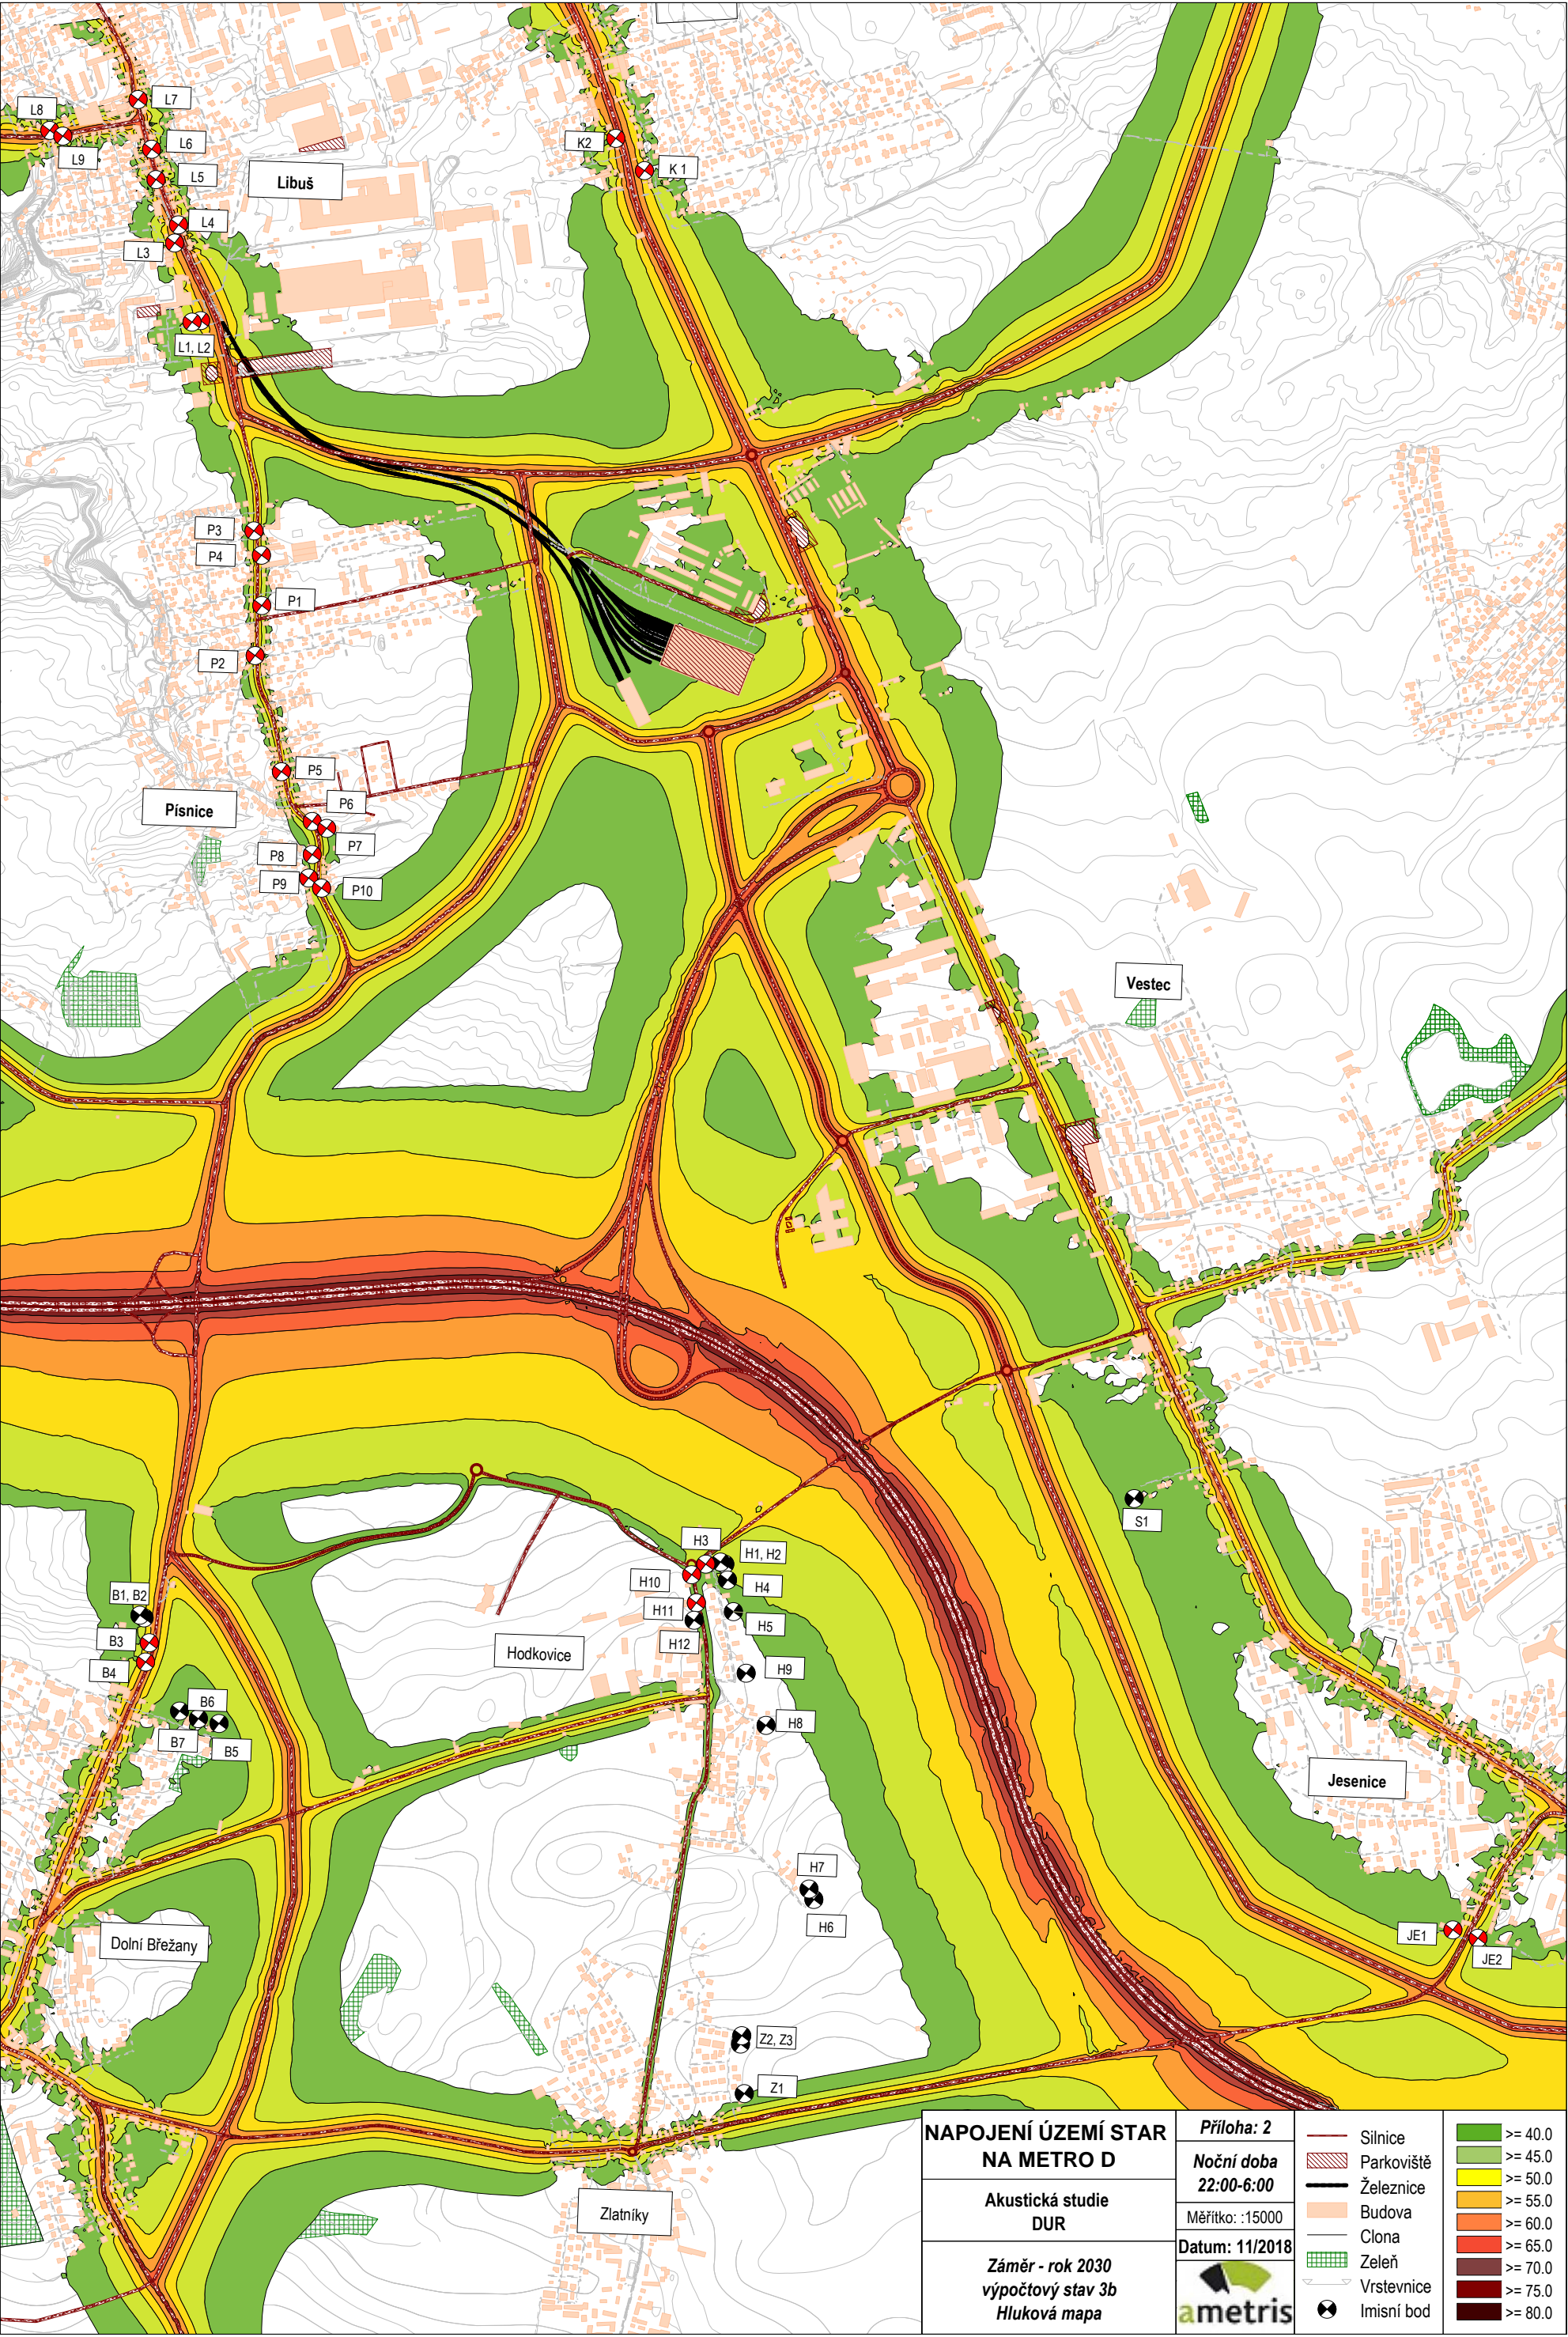 L8
L7
L9
L6
L5
Libuš
K2
K 1
L4
L3
L1, L2
P3
P4
P1
P2
P5
Písnice
P6
P7
P8
P9
P10
Vestec
S1
H3
H1, H2
H10
H4
H11
H5
H12
Hodkovice
H9
H8
B1, B2
B3
B4
B6
B7
B5
Jesenice
H7
H6
JE1
JE2
Dolní Břežany
Z2, Z3
Z1
Zlatníky
NAPOJENÍ ÚZEMÍ STAR
NA METRO D
Akustická studie
DUR
Záměr - rok 2030
výpočtový stav 3b
Hluková mapa
Příloha: 2
Noční doba
22:00-6:00
Měřítko: :15000
Datum: 11/2018
ametris
Silnice
Parkoviště
Železnice
Budova
Clona
Zeleň
Vrstevnice
Imisní bod
>= 40.0
>= 45.0
>= 50.0
>= 55.0
>= 60.0
>= 65.0
>= 70.0
>= 75.0
>= 80.0